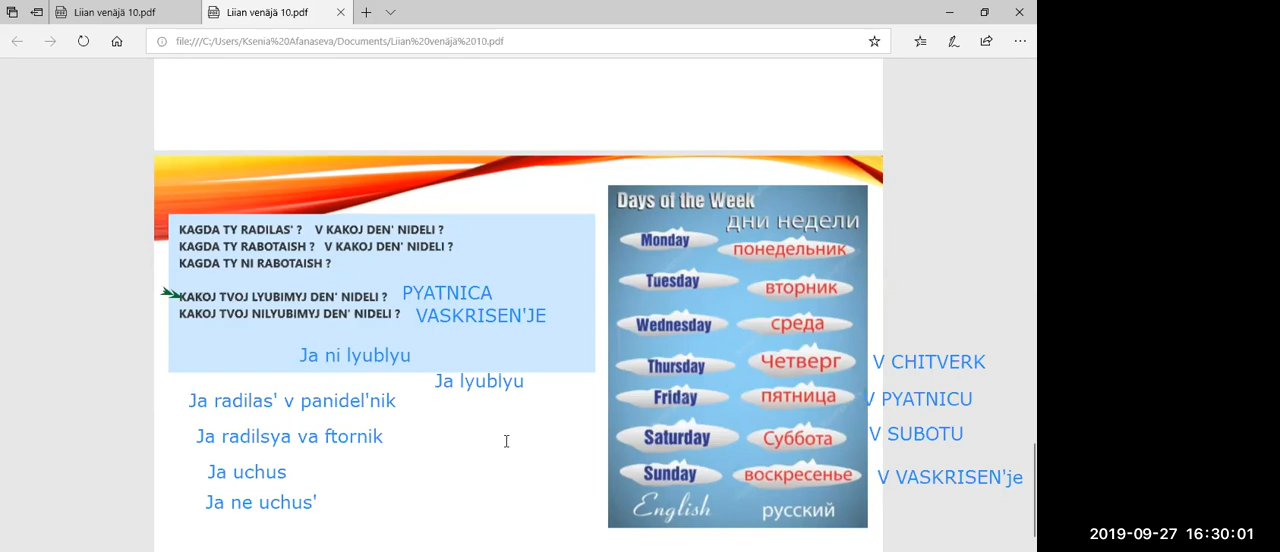 Liian venäjä 10.pdf
Liian venäjä 10.pdf
file:///C:/Users/Ksenia%20Afanaseva/Documents/Liian%20venäjä%2010.pdf
KAGDA TY RADILAS' ? V KAKOJ DEN' NIDELI ?
KAGDA TY RABOTAISH ? V KAKOJ DEN' NIDELI ?
KAGDA TY NI RABOTAISH ?
KAKOJ TVOJ LYUBIMYJ DEN' NIDELI ? PYATNICA
KAKOJ TVOJ NILYUBIMYJ DEN' NIDELI ? VASKRISEN'JE
Ja ni lyublyu
Ja lyublyu
Ja radilas' v panidel'nik
Ja radilsya va ftornik
Ja uchus
Ja ne uchus'
Days of the Week
дни недели
Monday понедельник
Tuesday вторник
Wednesday среда
Thursday Четверг V CHITVERK
Friday пятница V PYATNICU
Saturday Суббота V SUBOTU
Sunday воскресенье V VASKRISEN'je
English русский
2019-09-27 16:30:01